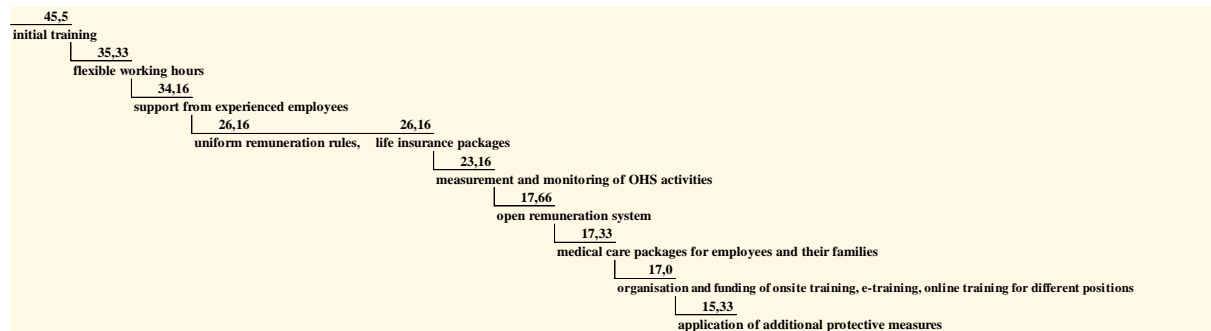 45,5
initial training
35,33
flexible working hours
34,16
support from experienced employees
26,16 26,16
uniform remuneration rules, life insurance packages
23,16
measurement and monitoring of OHS activities
17,66
open remuneration system
17,33
medical care packages for employees and their families
17,0
organisation and funding of onsite training, e-training, online training for different positions
15,33
application of additional protective measures